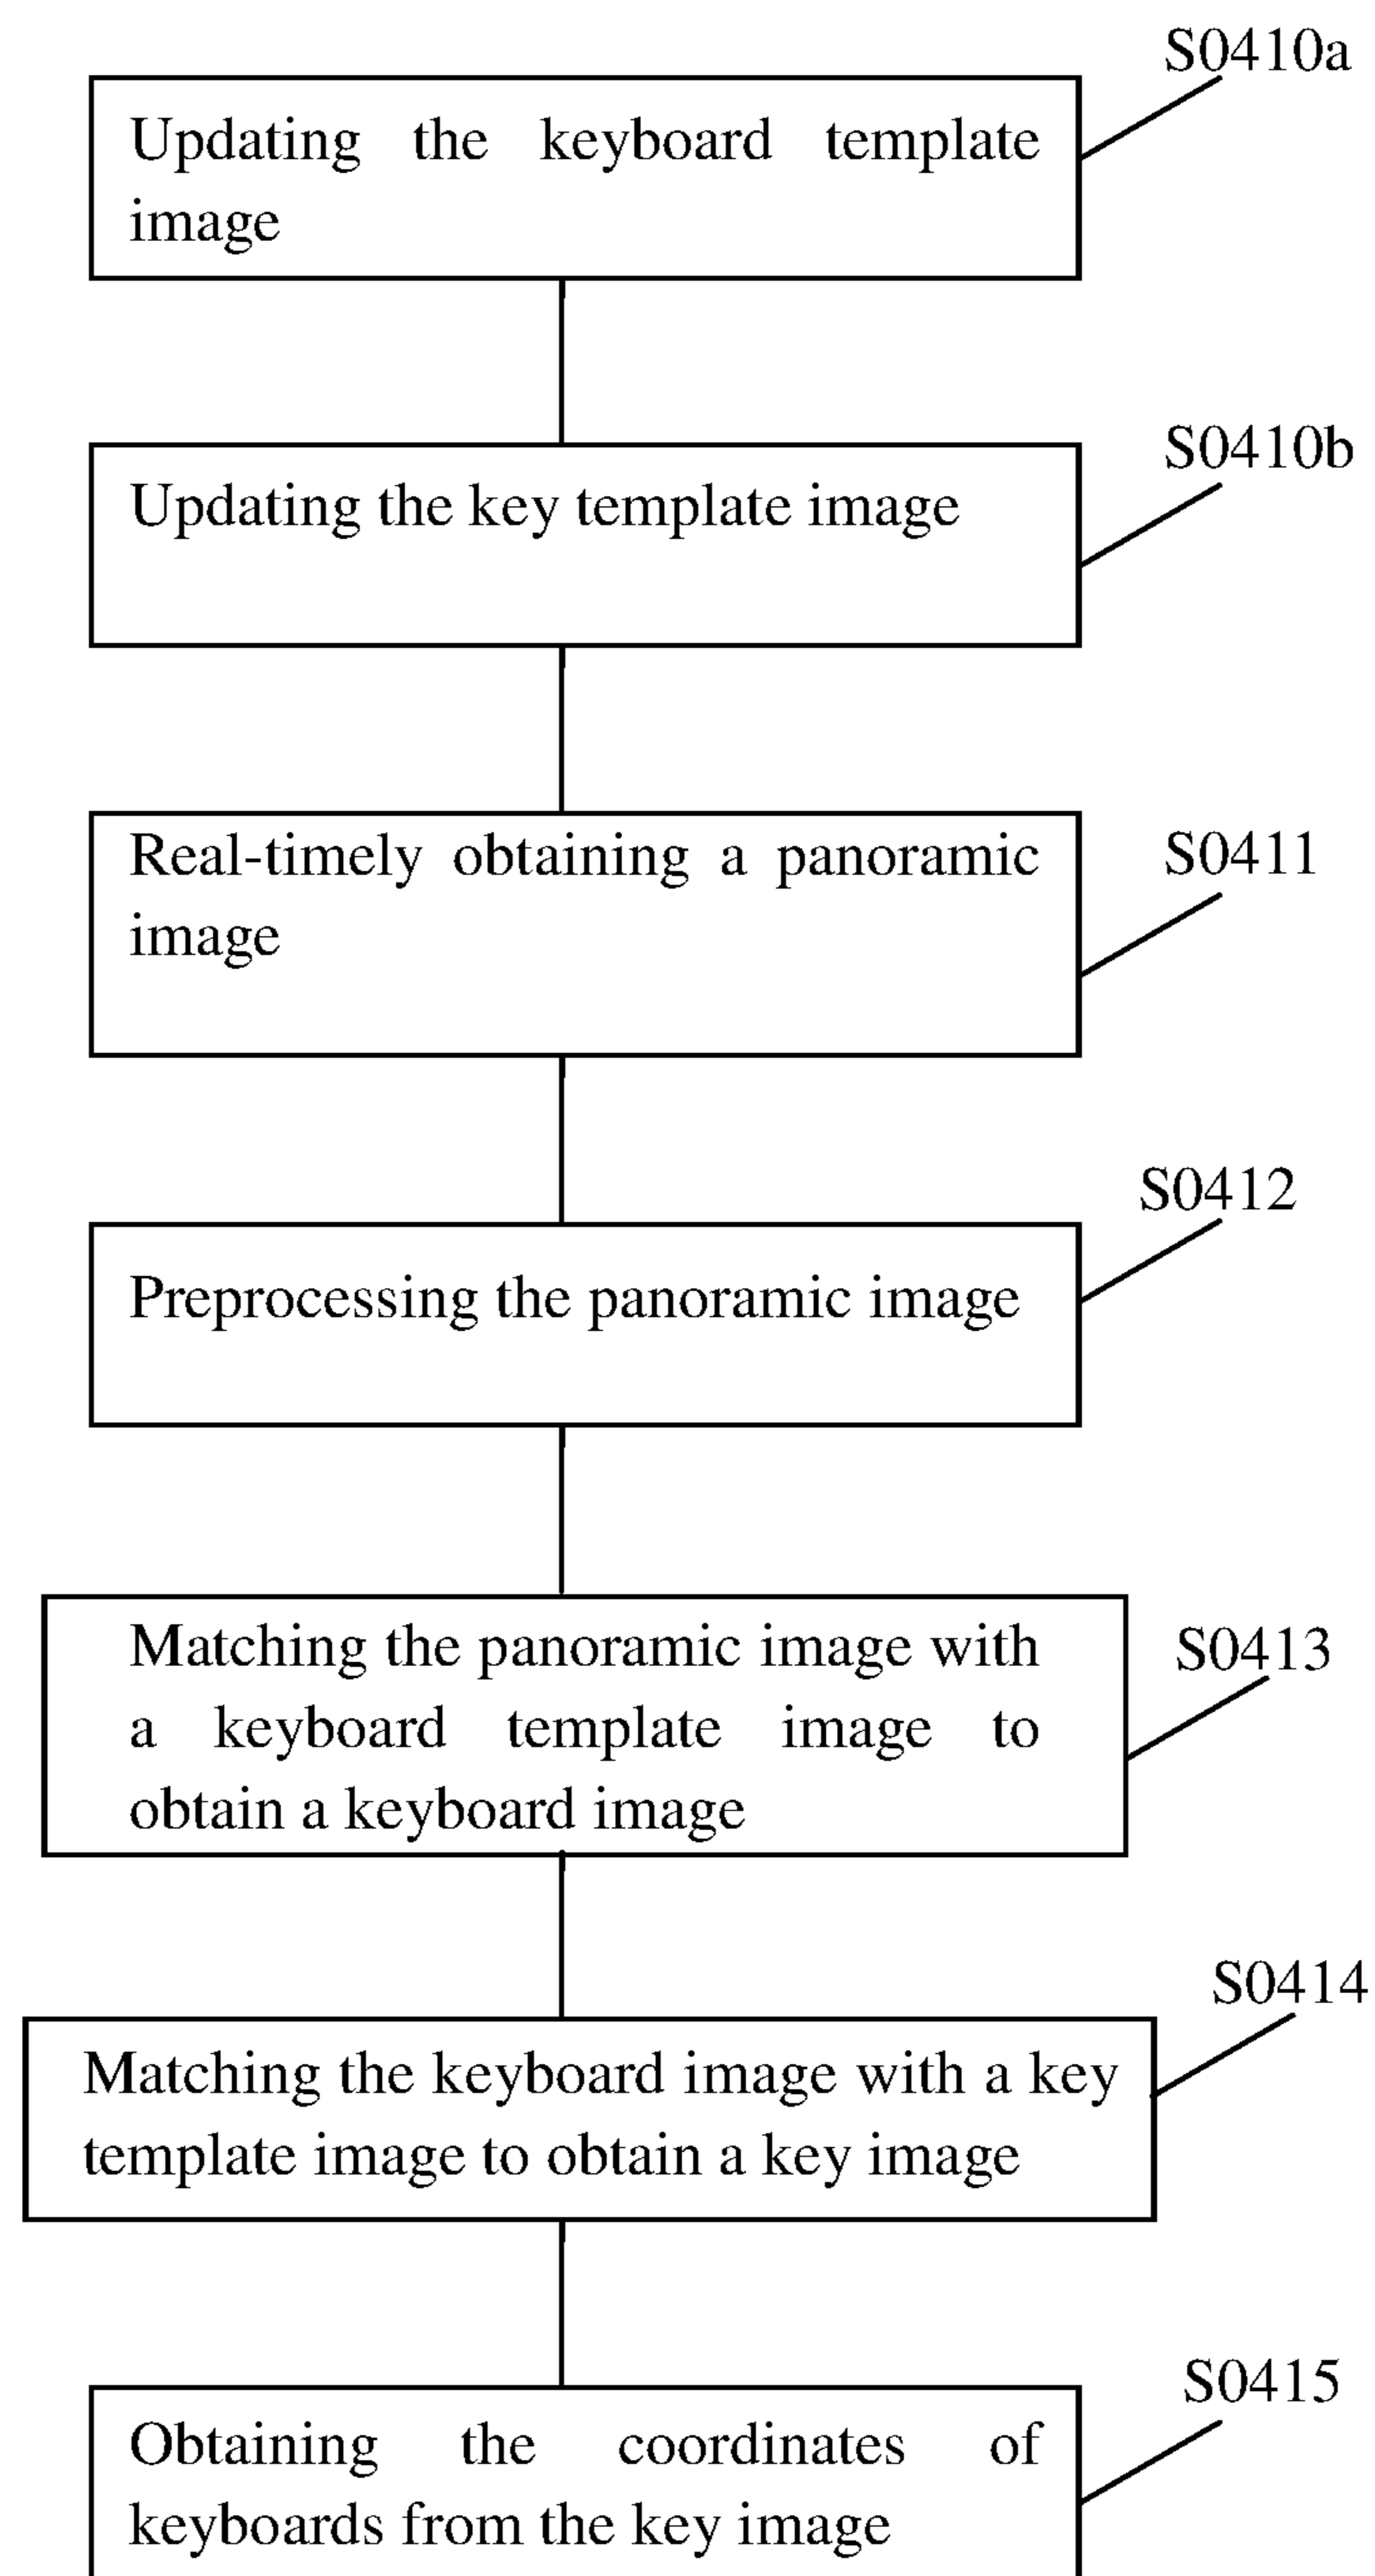 S0410a
Updating the keyboard template
image
S0410b
Updating the key template image
Real-timely obtaining a panoramic
image
S0411
S0412
Preprocessing the panoramic image
Matching the panoramic image with
a keyboard template image to
obtain a keyboard image
S0413
S0414
Matching the keyboard image with a key
template image to obtain a key image
S0415
Obtaining the coordinates of
keyboards from the key image